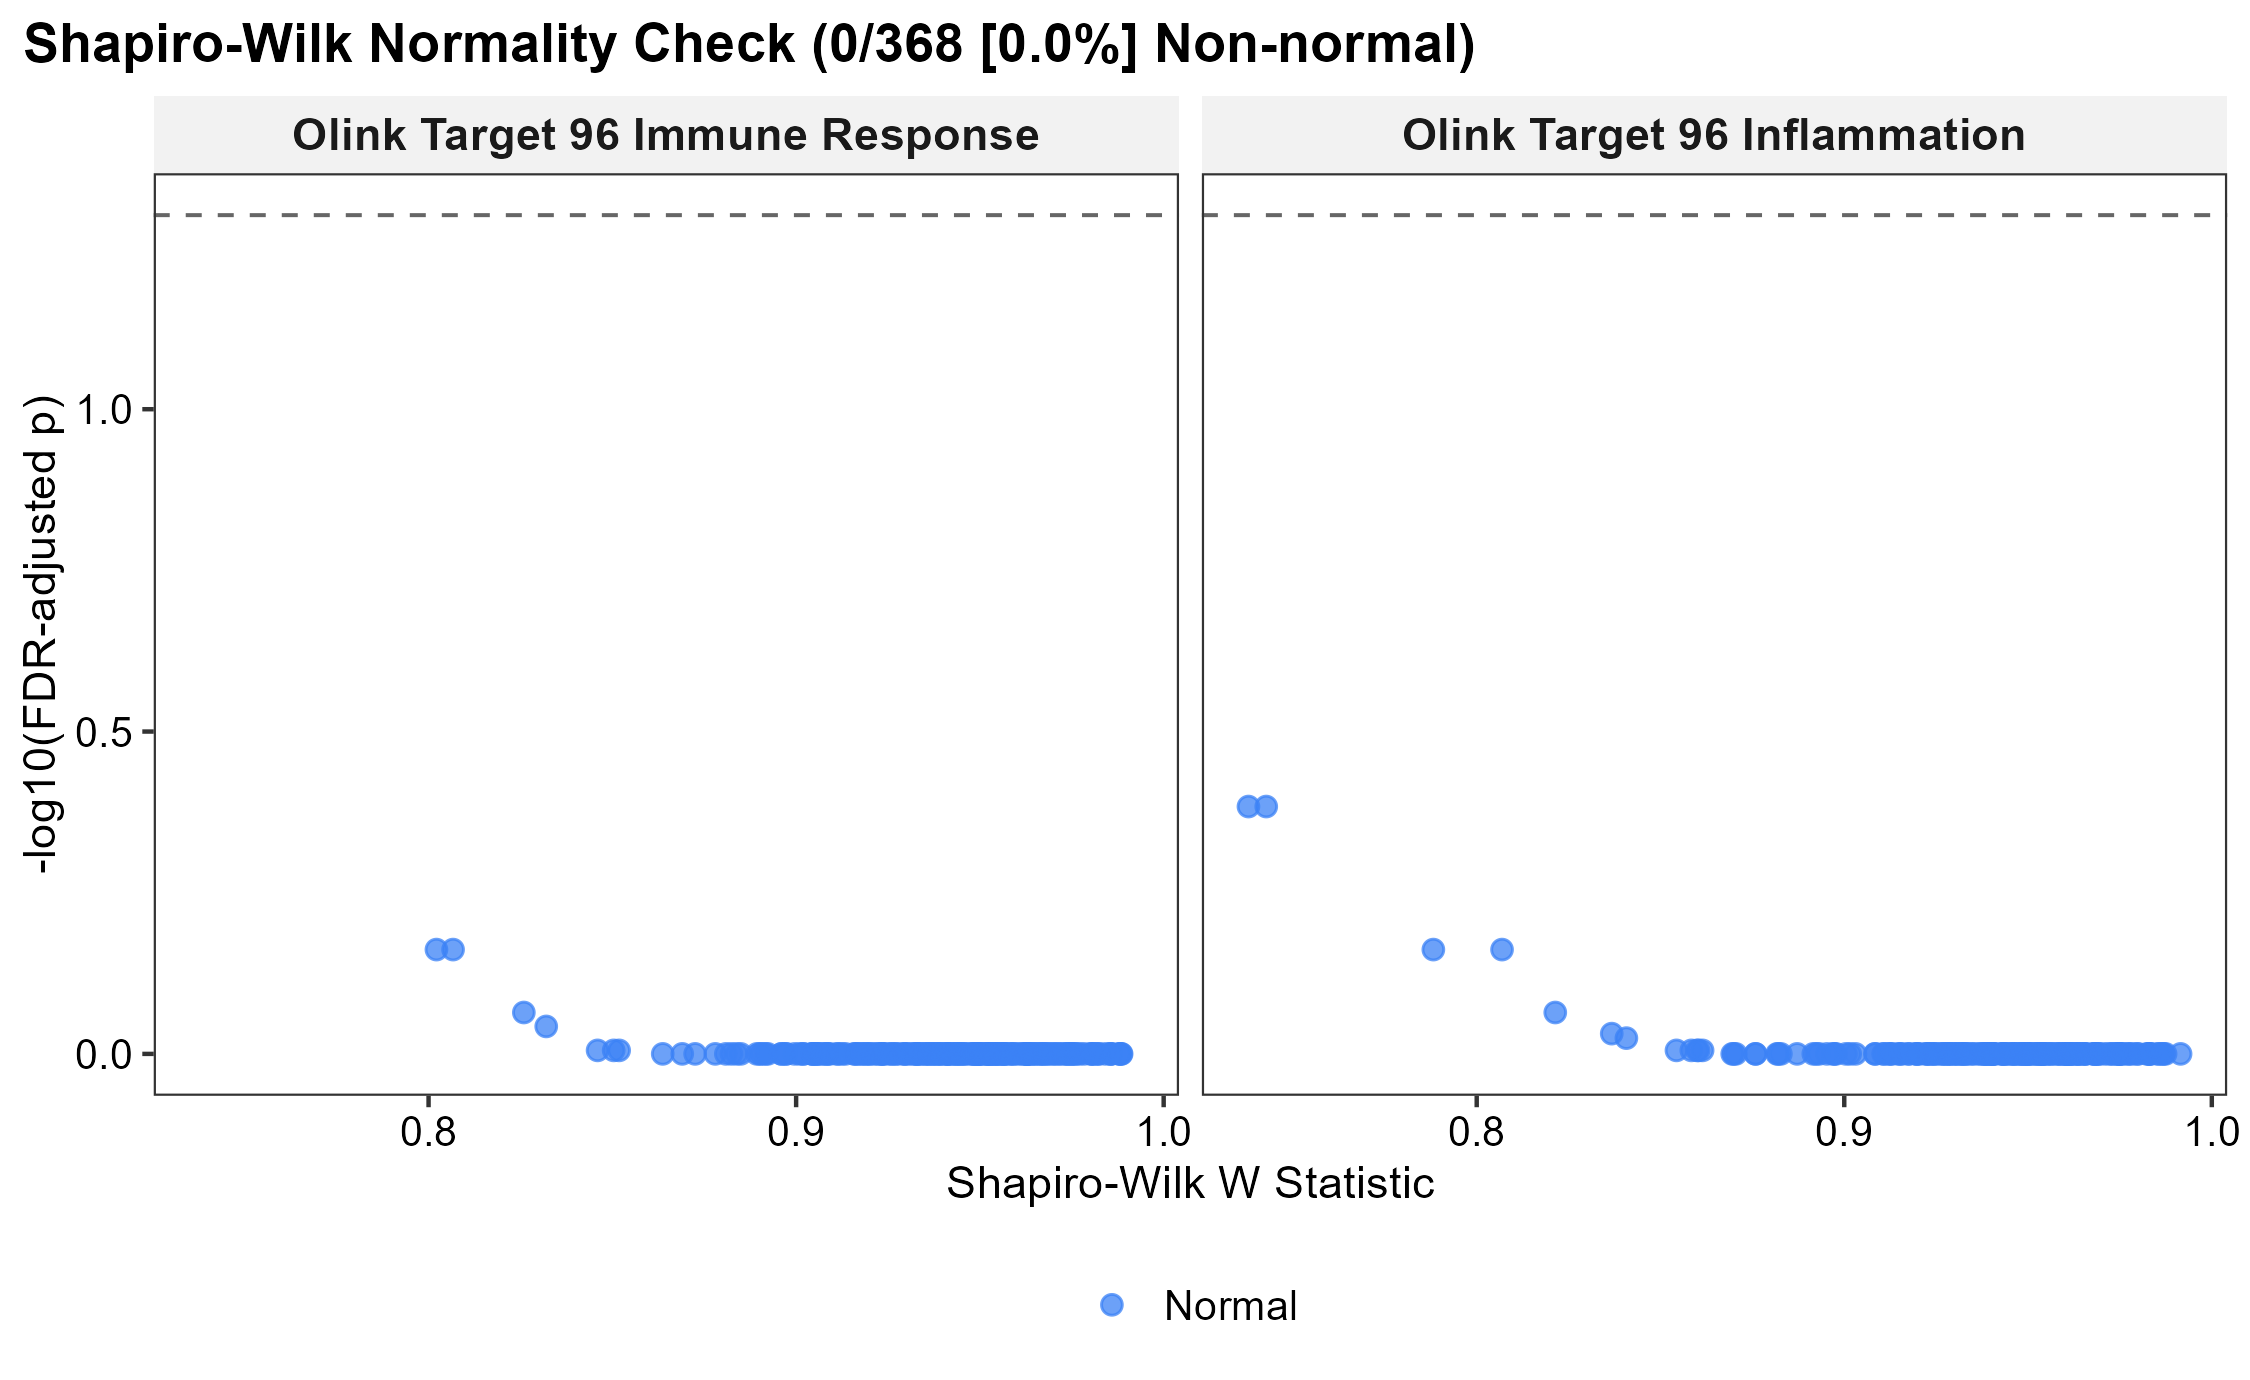 Shapiro-Wilk Normality Check (0/368 [0.0%] Non-normal)
Olink Target 96 Immune Response
Olink Target 96 Inflammation
-log10(FDR-adjusted p)
1.0
0.5
0.0
0.8 0.9 1.0
0.8 0.9 1.0
Shapiro-Wilk W Statistic
Normal